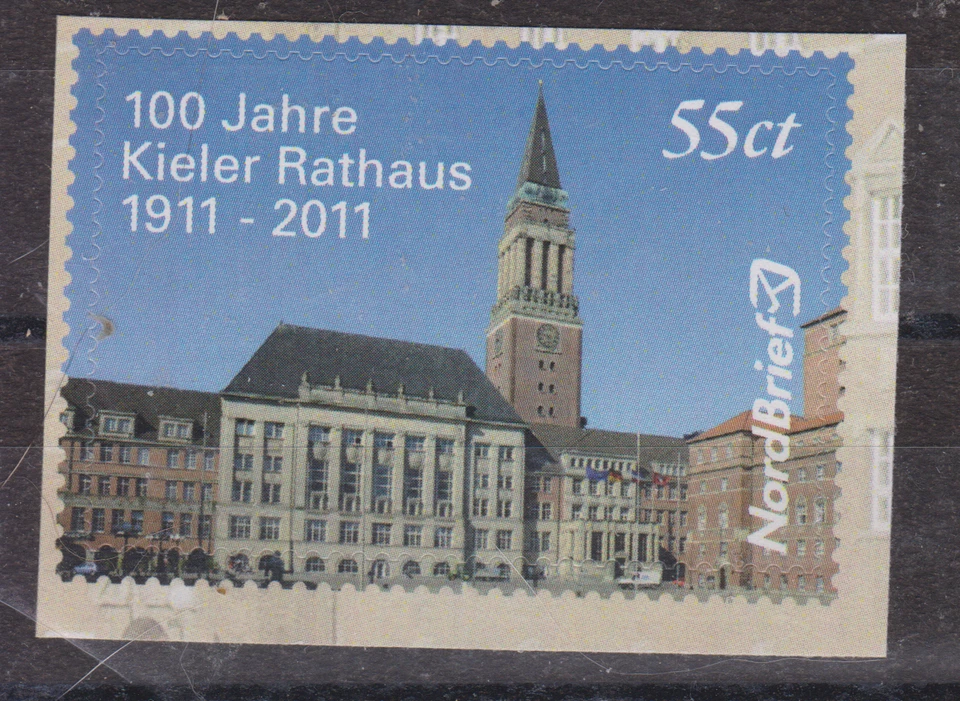 100 Jahre
Kieler Rathaus
1911 - 2011
55ct
NordBrief